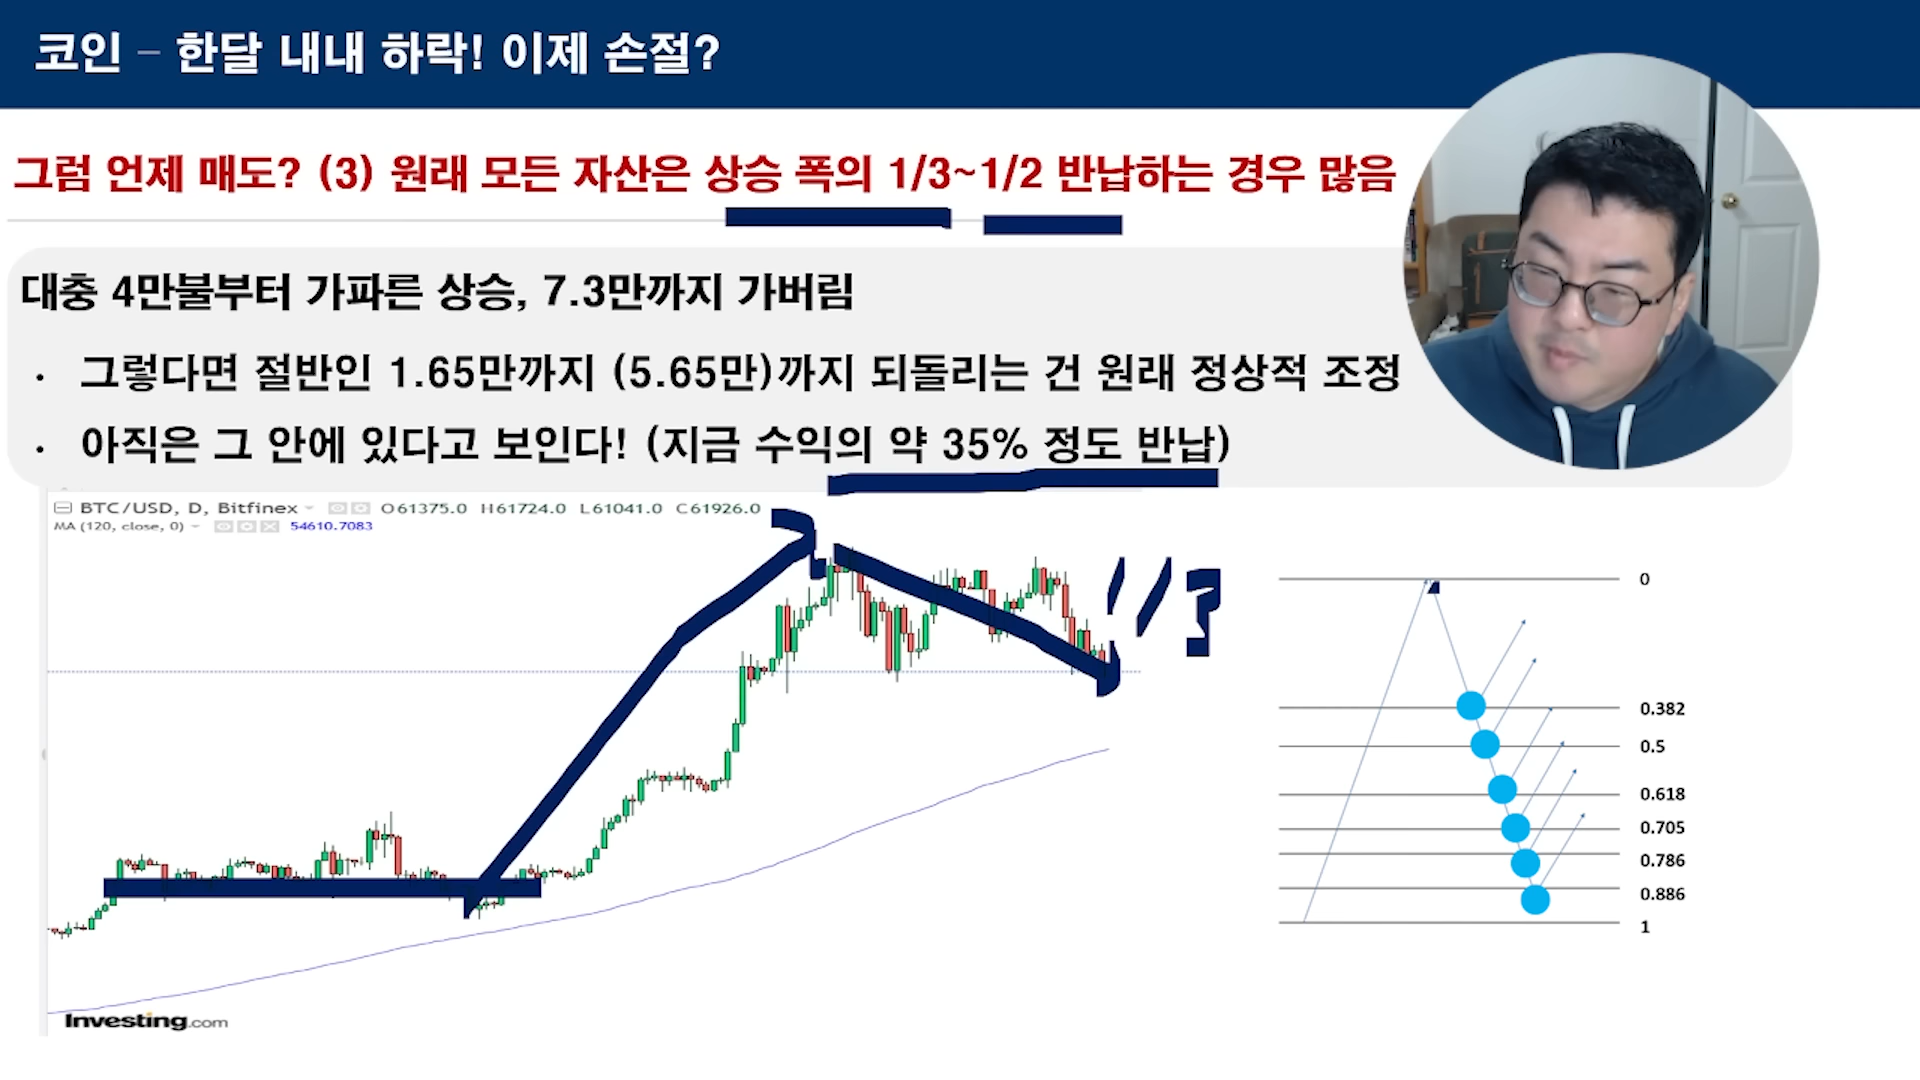 코인 – 한달 내내 하락! 이제 손절?
그럼 언제 매도? (3) 원래 모든 자산은 상승 폭의 1/3~1/2 반납하는 경우 많음
대충 4만불부터 가파른 상승, 7.3만까지 가버림
· 그렇다면 절반인 1.65만까지 (5.65만)까지 되돌리는 건 원래 정상적 조정
· 아직은 그 안에 있다고 보인다! (지금 수익의 약 35% 정도 반납)
BTC/USD, D, Bitfinex O61375.0 H61724.0 L61041.0 C61926.0
MA (120, close, 0) 54610.7083
1/3
0
0.382
0.5
0.618
0.705
0.786
0.886
1
Investing.com